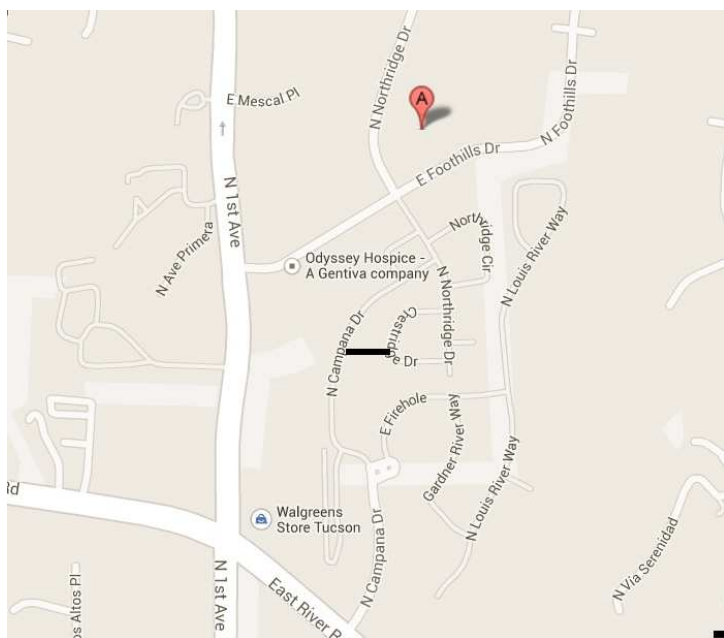 N Northridge Dr
N Foothills Dr
E Mescal Pl
A
E Foothills Dr
N 1st Ave
N Ave Primera
Northridge Cir
N Louis River Way
Odyssey Hospice -
A Gentiva company
N Northridge Dr
N Campana Dr
Crestridge Dr
E Firehole
Gardner River Way
N Louis River Way
Rd
Walgreens
Store Tucson
N Campana Dr
N 1st Ave
East River R
os Altos Pl
N Via Serenidad